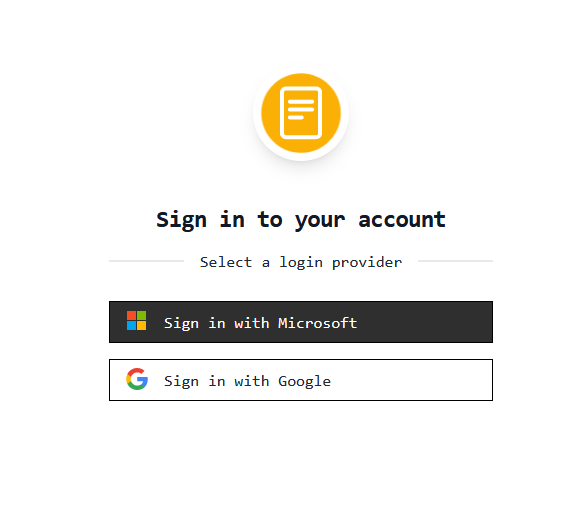 Sign in to your account
Select a login provider
Sign in with Microsoft
Sign in with Google